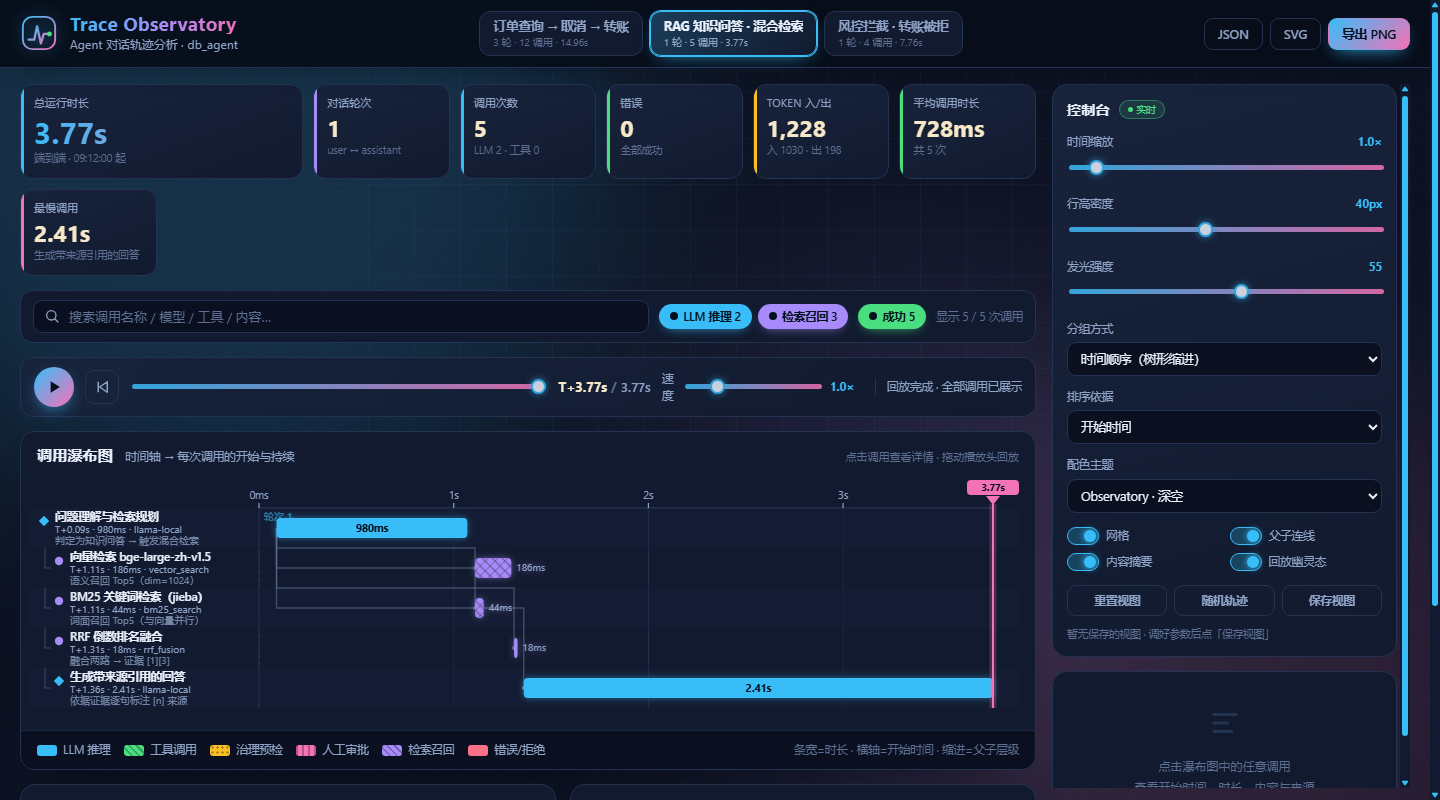 Trace Observatory
Agent 对话轨迹分析 · db_agent
订单查询 → 取消 → 转账
3 轮 · 12 调用 · 14.96s
RAG 知识问答 · 混合检索
1 轮 · 5 调用 · 3.77s
风控拦截 · 转账被拒
1 轮 · 4 调用 · 7.76s
JSON
SVG
导出 PNG
总运行时长
3.77s
端到端 · 09:12:00 起
对话轮次
1
user ↔ assistant
调用次数
5
LLM 2 · 工具 0
错误
0
全部成功
TOKEN 入/出
1,228
入 1030 · 出 198
平均调用时长
728ms
共 5 次
最慢调用
2.41s
生成带来源引用的回答
搜索调用名称 / 模型 / 工具 / 内容...
LLM 推理 2
检索召回 3
成功 5
显示 5 / 5 次调用
T+3.77s / 3.77s
速度
1.0×
回放完成 · 全部调用已展示
调用瀑布图
时间轴 → 每次调用的开始与持续
点击调用查看详情 · 拖动播放头回放
0ms
1s
2s
3s
3.77s
轮次 1
问题理解与检索规划
T+0.09s · 980ms · llama-local
判定为知识问答 → 触发混合检索
980ms
向量检索 bge-large-zh-v1.5
T+1.11s · 186ms · vector_search
语义召回 Top5（dim=1024）
186ms
BM25 关键词检索（jieba）
T+1.11s · 44ms · bm25_search
词面召回 Top5（与向量并行）
44ms
RRF 倒数排名融合
T+1.31s · 18ms · rrf_fusion
融合两路 → 证据 [1][3]
18ms
生成带来源引用的回答
T+1.36s · 2.41s · llama-local
依据证据逐句标注 [n] 来源
2.41s
LLM 推理
工具调用
治理预检
人工审批
检索召回
错误/拒绝
条宽=时长 · 横轴=开始时间 · 缩进=父子层级
控制台
实时
时间缩放
1.0×
行高密度
40px
发光强度
55
分组方式
时间顺序（树形缩进）
排序依据
开始时间
配色主题
Observatory · 深空
网格
父子连线
内容摘要
回放幽灵态
重置视图
随机轨迹
保存视图
暂无保存的视图 · 调好参数后点「保存视图」
点击瀑布图中的任意调用
查看开始时间、时长、内容与来源